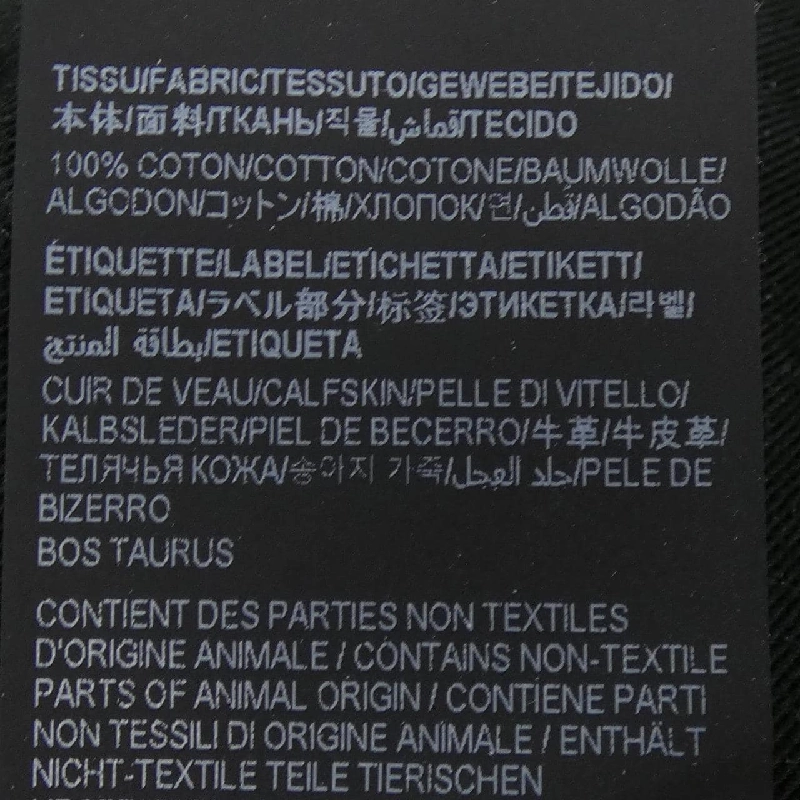 TISSU/FABRIC/TESSUTO/GEWEBE/TEJIDO/
本体/面料/ТКАНЬ/직물/قماش/TECIDO
100% COTON/COTTON/COTONE/BAUMWOLLE/
ALGODON/コットン/棉/ХЛОПОК/면/قطن/ALGODÃO
ÉTIQUETTE/LABEL/ETICHETTA/ETIKETT/
ETIQUETA/ラベル部分/标签/ЭТИКЕТКА/라벨/
بطاقة المنتج/ETIQUETA
CUIR DE VEAU/CALFSKIN/PELLE DI VITELLO/
KALBSLEDER/PIEL DE BECERRO/牛革/牛皮革/
ТЕЛЯЧЬЯ КОЖА/송아지 가죽/جلد العجل/PELE DE
BIZERRO
BOS TAURUS
CONTIENT DES PARTIES NON TEXTILES
D'ORIGINE ANIMALE / CONTAINS NON-TEXTILE
PARTS OF ANIMAL ORIGIN / CONTIENE PARTI
NON TESSILI DI ORIGINE ANIMALE / ENTHÄLT
NICHT-TEXTILE TEILE TIERISCHEN